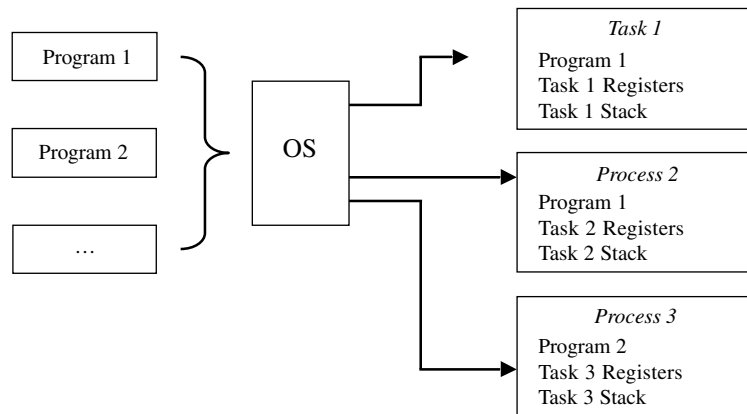 Program 1
Program 2
…
OS
Task 1
Program 1
Task 1 Registers
Task 1 Stack
Process 2
Program 1
Task 2 Registers
Task 2 Stack
Process 3
Program 2
Task 3 Registers
Task 3 Stack